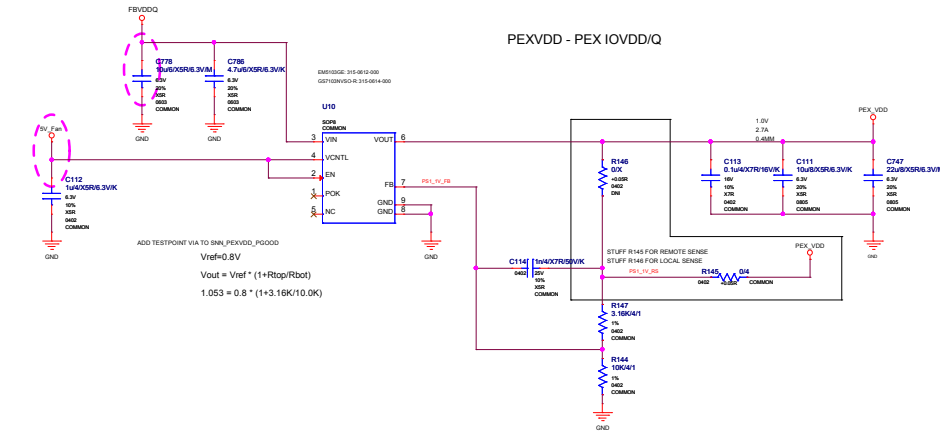 FBVDDQ
PEXVDD - PEX IOVDD/Q
C778
10u/6/X5R/6.3V/M
6.3V
20%
X5R
0603
COMMON
GND
C786
4.7u/6/X5R/6.3V/K
6.3V
20%
X5R
0603
COMMON
GND
EM5103GE: 315-0612-000
GS7103NVSO-R: 315-0614-000
U10
SOP8
COMMON
3 VIN
4 VCNTL
2 EN
1 POK
5 NC
VOUT 6
FB 7
GND 9
GND 8
PS1_1V_FB
GND
5V_Fan
C112
1u/4/X5R/6.3V/K
6.3V
10%
X5R
0402
COMMON
GND
ADD TESTPOINT VIA TO SNN_PEXVDD_PGOOD
Vref=0.8V
Vout = Vref * (1+Rtop/Rbot)
1.053 = 0.8 * (1+3.16K/10.0K)
R146
0/X
+0.05R
0402
DNI
1.0V
2.7A
0.4MM
PEX_VDD
C113
0.1u/4/X7R/16V/K
16V
10%
X7R
0402
COMMON
C111
10u/8/X5R/6.3V/K
6.3V
20%
X5R
0805
COMMON
C747
22u/8/X5R/6.3V/M
6.3V
20%
X5R
0805
COMMON
GND
STUFF R145 FOR REMOTE SENSE
STUFF R146 FOR LOCAL SENSE
PS1_1V_RS
PEX_VDD
R145
0/4
0402
+0.05R
COMMON
C114
1n/4/X7R/50V/K
0402
25V
10%
X5R
COMMON
R147
3.16K/4/1
1%
0402
COMMON
R144
10K/4/1
1%
0402
COMMON
GND